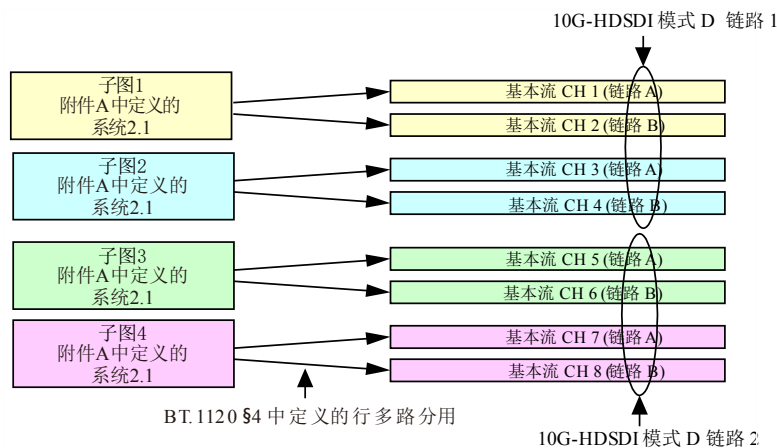 10G-HDSDI 模式 D 链路 1
子图1
附件A中定义的
系统2.1
基本流 CH 1 (链路 A)
基本流 CH 2 (链路 B)
子图2
附件A中定义的
系统2.1
基本流 CH 3 (链路 A)
基本流 CH 4 (链路 B)
子图3
附件A中定义的
系统2.1
基本流 CH 5 (链路 A)
基本流 CH 6 (链路 B)
子图4
附件A中定义的
系统2.1
基本流 CH 7 (链路 A)
基本流 CH 8 (链路 B)
BT.1120 §4 中定义的行多路分用
10G-HDSDI 模式 D 链路 2